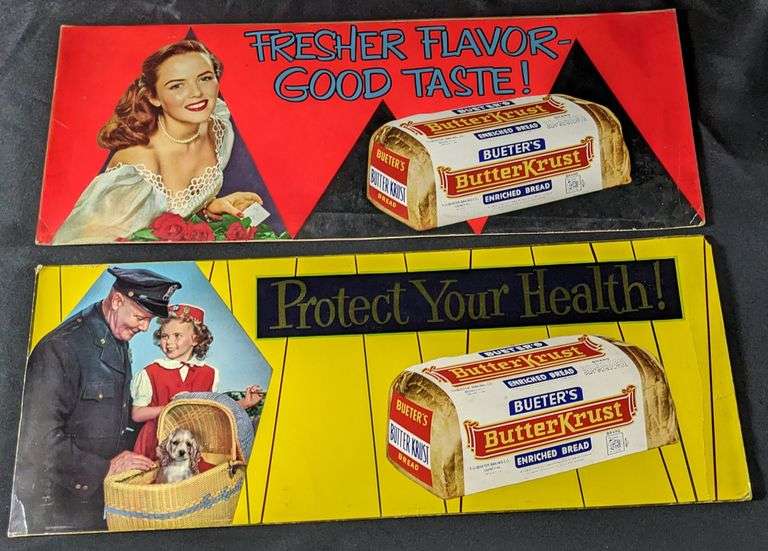 FRESHER FLAVOR-
GOOD TASTE!
BUETER'S
ButterKrust
ENRICHED BREAD
BUETER'S
BUTTER KRUST
BREAD
BUETER'S
ButterKrust
ENRICHED BREAD
Protect Your Health!
BUETER'S
ButterKrust
ENRICHED BREAD
BUETER'S
BUTTER KRUST
BREAD
BUETER'S
ButterKrust
ENRICHED BREAD